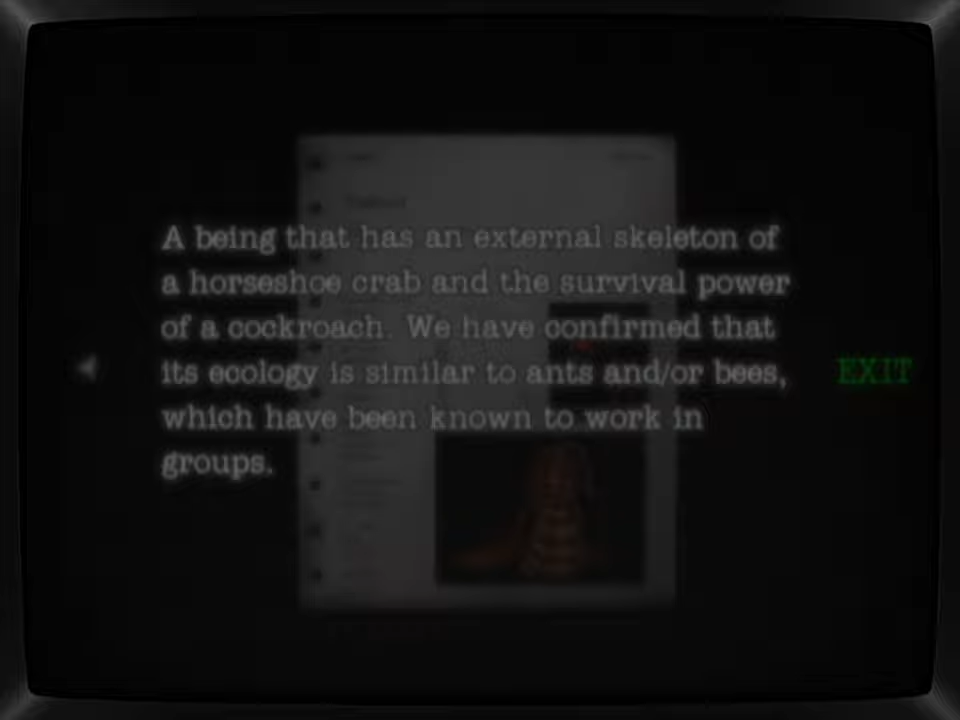 A being that has an external skeleton of
a horseshoe crab and the survival power
of a cockroach. We have confirmed that
its ecology is similar to ants and/or bees,
which have been known to work in
groups.
EXIT